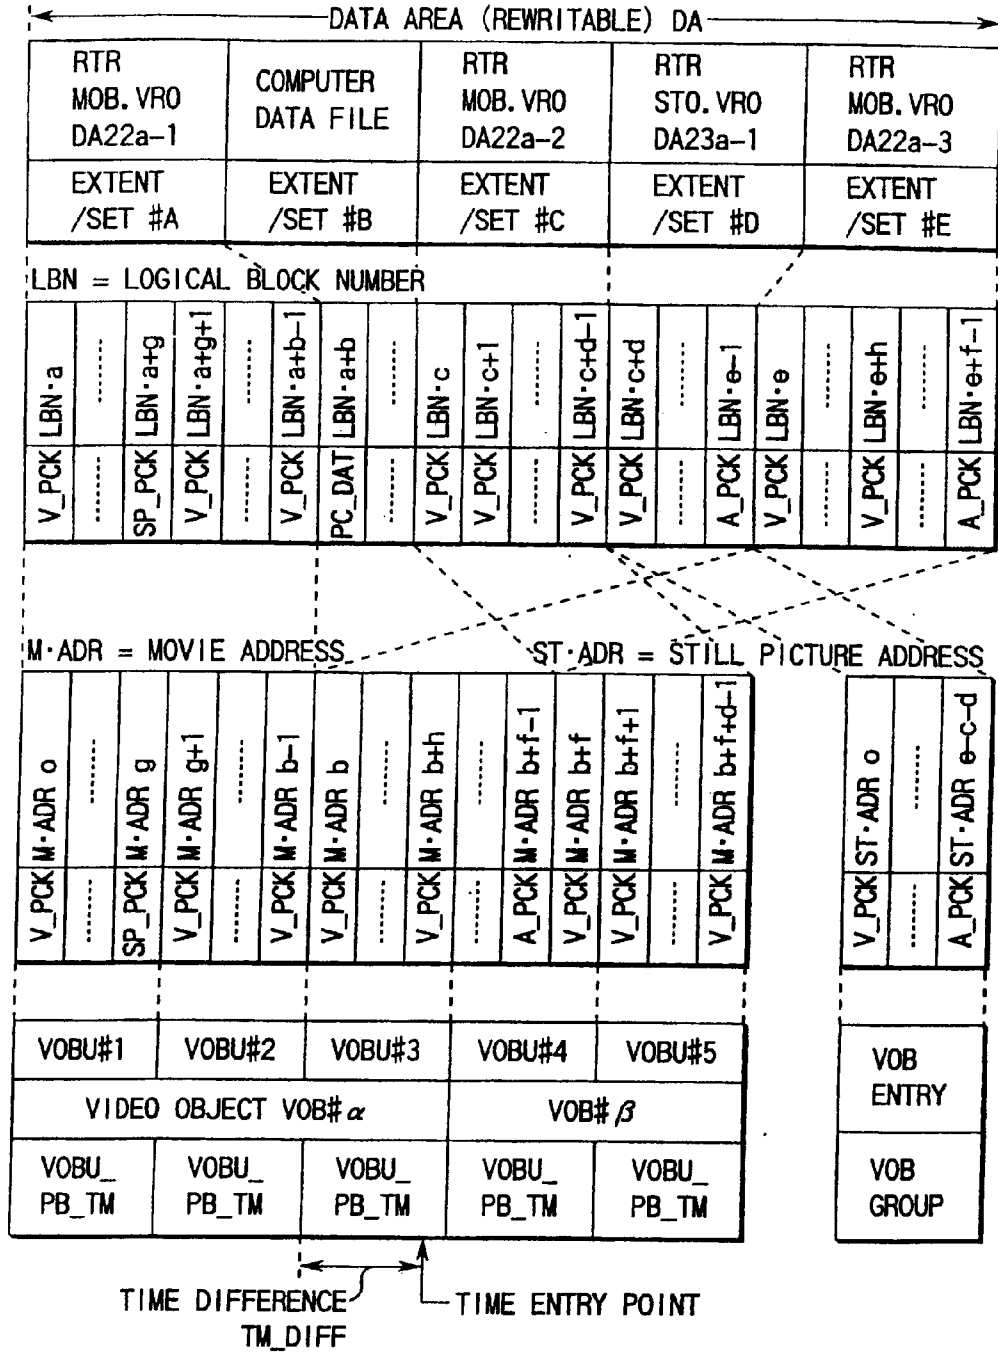 DATA AREA (REWRITABLE) DA
RTR MOB.VRO DA22a-1
COMPUTER DATA FILE
RTR MOB.VRO DA22a-2
RTR STO.VRO DA23a-1
RTR MOB.VRO DA22a-3
EXTENT /SET #A
EXTENT /SET #B
EXTENT /SET #C
EXTENT /SET #D
EXTENT /SET #E
LBN = LOGICAL BLOCK NUMBER
V_PCK LBN·a
SP_PCK LBN·a+g
V_PCK LBN·a+g+1
V_PCK LBN·a+b-1
PC_DAT LBN·a+b
V_PCK LBN·c
V_PCK LBN·c+1
V_PCK LBN·c+d-1
V_PCK LBN·c+d
A_PCK LBN·e-1
V_PCK LBN·e
V_PCK LBN·e+h
A_PCK LBN·e+f-1
M·ADR = MOVIE ADDRESS
ST·ADR = STILL PICTURE ADDRESS
V_PCK M·ADR o
SP_PCK M·ADR g
V_PCK M·ADR g+1
V_PCK M·ADR b-1
V_PCK M·ADR b
V_PCK M·ADR b+h
A_PCK M·ADR b+f-1
V_PCK M·ADR b+f
V_PCK M·ADR b+f+1
V_PCK M·ADR b+f+d-1
V_PCK ST·ADR o
A_PCK ST·ADR e-c-d
VOBU#1
VOBU#2
VOBU#3
VOBU#4
VOBU#5
VIDEO OBJECT VOB#α
VOB#β
VOBU_ PB_TM
VOBU_ PB_TM
VOBU_ PB_TM
VOBU_ PB_TM
VOBU_ PB_TM
VOB ENTRY
VOB GROUP
TIME DIFFERENCE
TM_DIFF
TIME ENTRY POINT